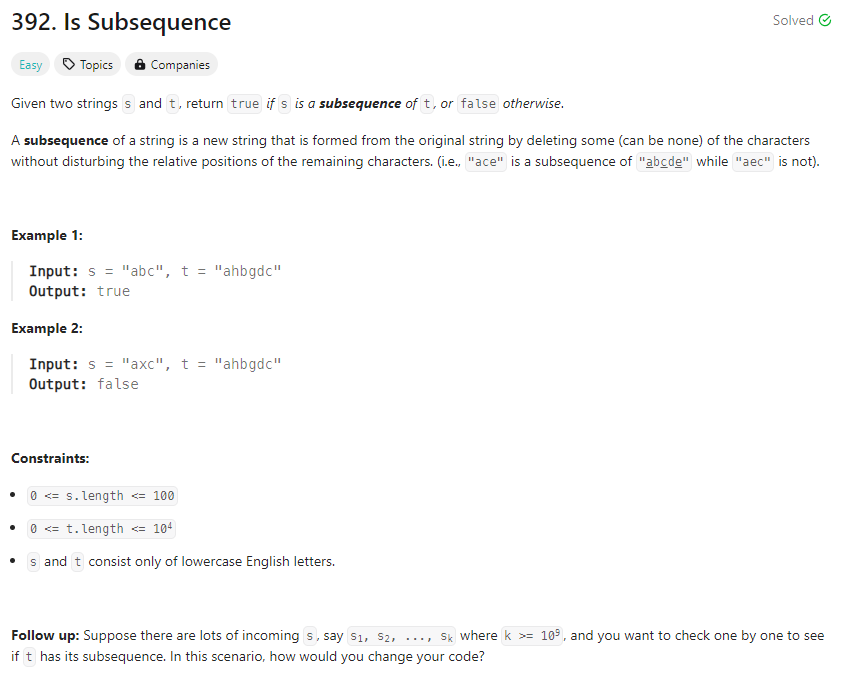 392. Is Subsequence
Solved
Easy
Topics
Companies
Given two strings s and t, return true if s is a subsequence of t, or false otherwise.
A subsequence of a string is a new string that is formed from the original string by deleting some (can be none) of the characters
without disturbing the relative positions of the remaining characters. (i.e., "ace" is a subsequence of "abcde" while "aec" is not).
Example 1:
Input: s = "abc", t = "ahbgdc"
Output: true
Example 2:
Input: s = "axc", t = "ahbgdc"
Output: false
Constraints:
• 0 <= s.length <= 100
• 0 <= t.length <= 10⁴
• s and t consist only of lowercase English letters.
Follow up: Suppose there are lots of incoming s, say s₁, s₂, ..., sₖ where k >= 10⁹, and you want to check one by one to see
if t has its subsequence. In this scenario, how would you change your code?